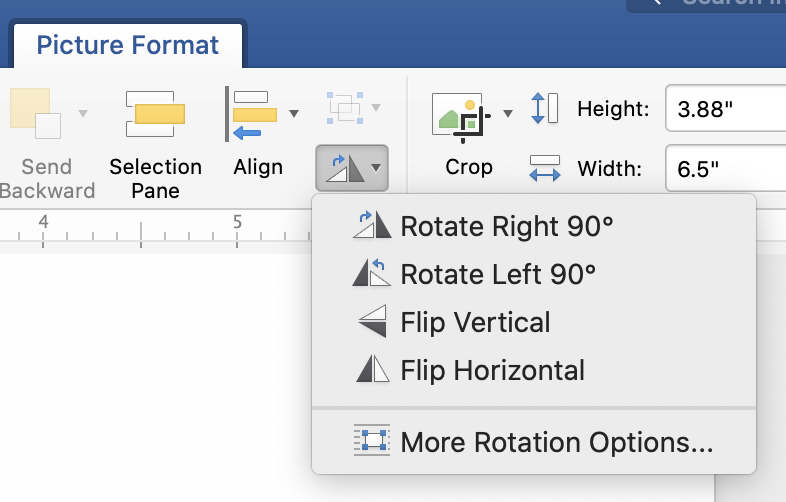 Search in
Picture Format
Send
Backward
Selection
Pane
Align
Crop
Height: 3.88"
Width: 6.5"
4 5
Rotate Right 90°
Rotate Left 90°
Flip Vertical
Flip Horizontal
More Rotation Options...